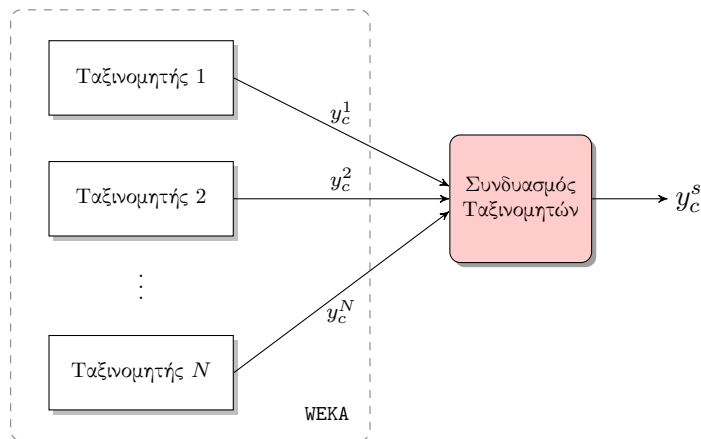 Ταξινομητής 1
y_c^1
Ταξινομητής 2
y_c^2
Συνδυασμός
Ταξινομητών
y_c^s
⋮
y_c^N
Ταξινομητής N
WEKA